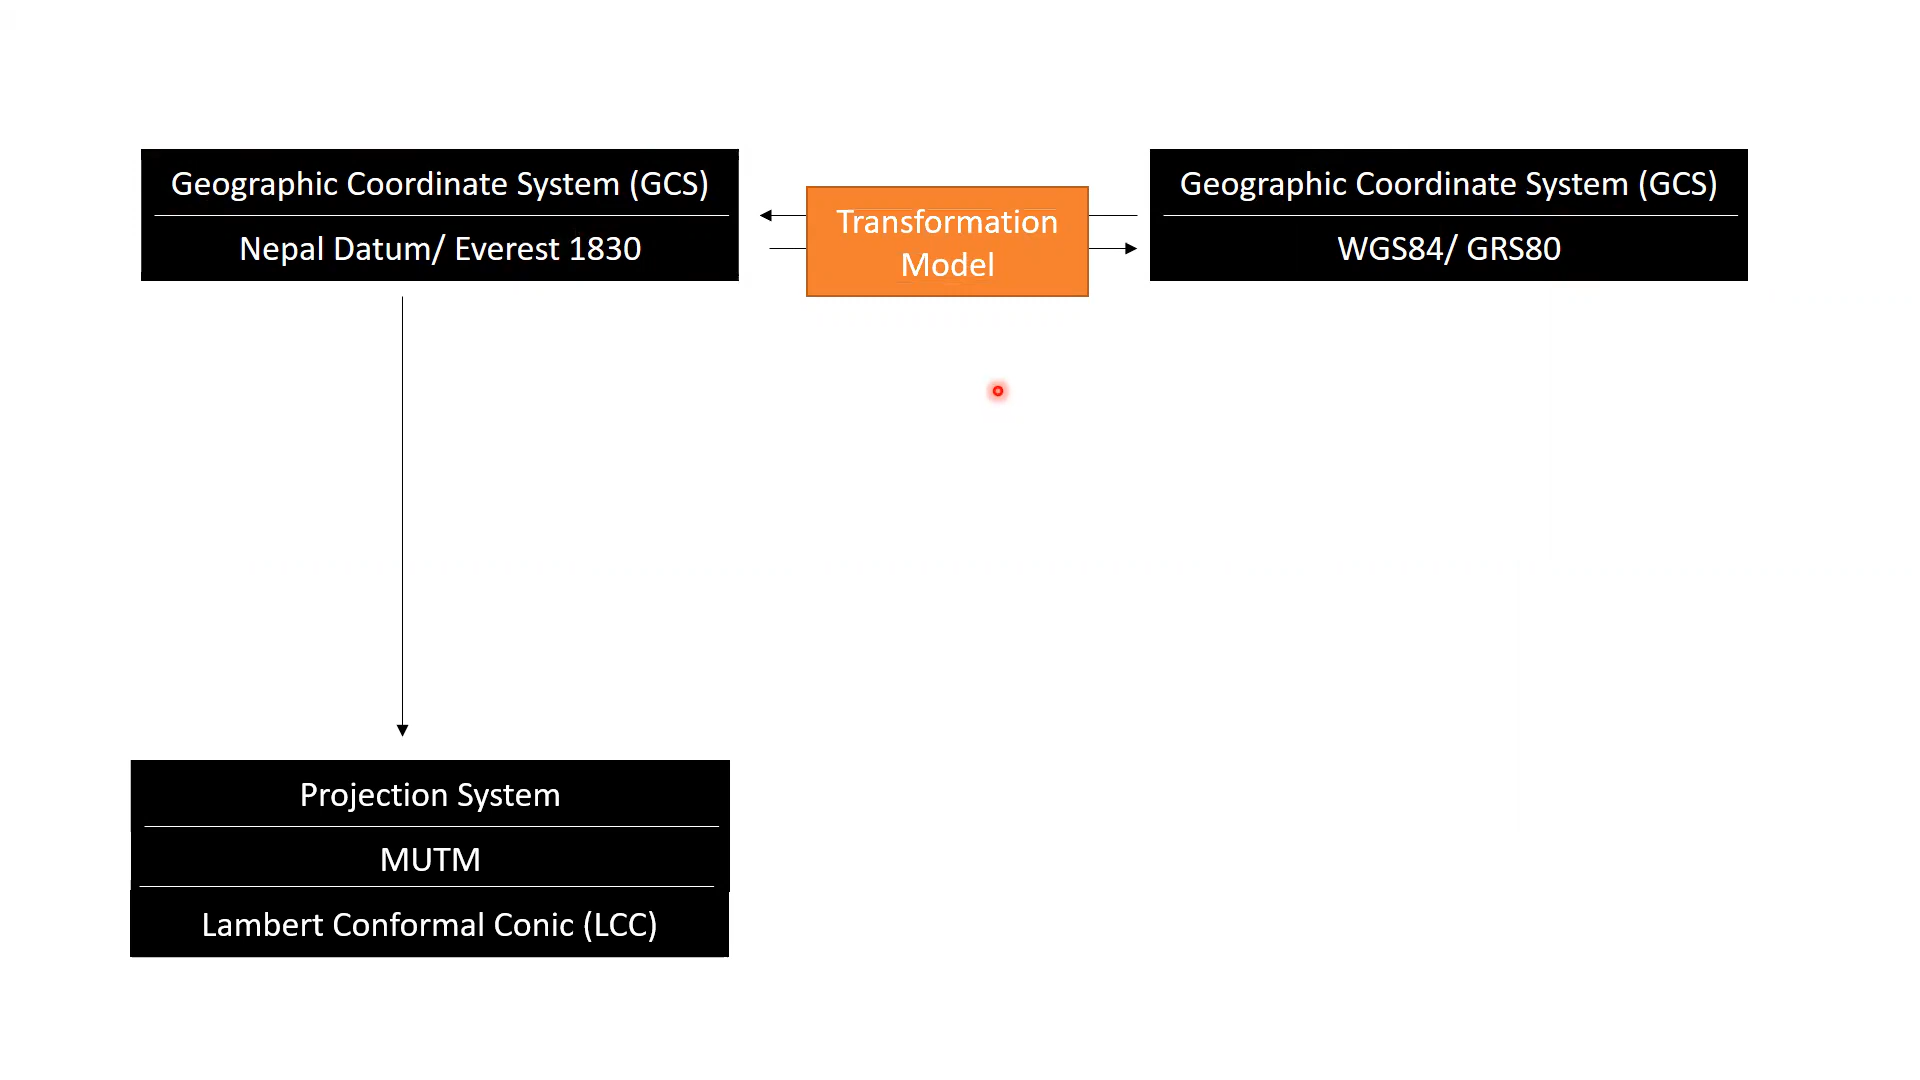 Geographic Coordinate System (GCS)
Nepal Datum/ Everest 1830
Transformation
Model
Geographic Coordinate System (GCS)
WGS84/ GRS80
Projection System
MUTM
Lambert Conformal Conic (LCC)